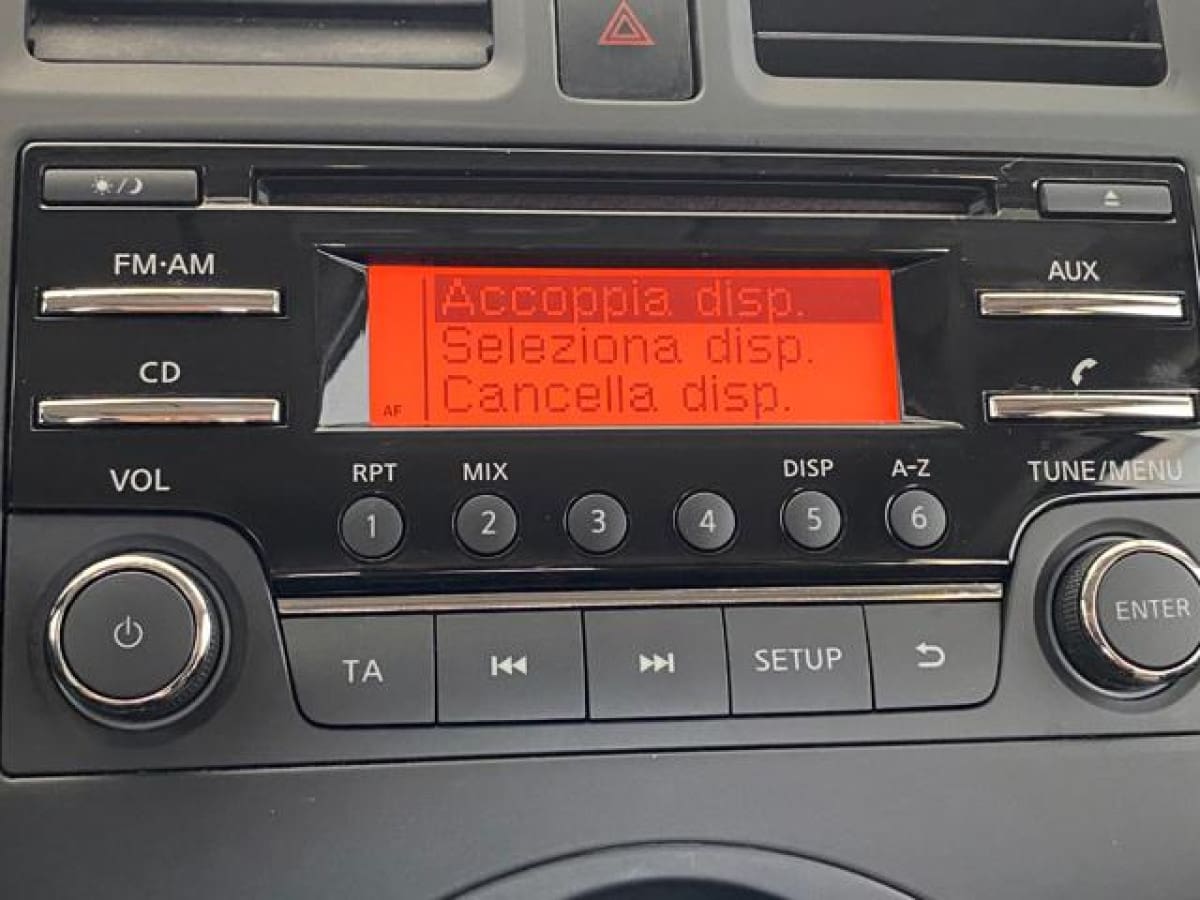 FM·AM
AUX
Accoppia disp.
Seleziona disp.
Cancella disp.
AF
CD
VOL
RPT MIX DISP A-Z
TUNE/MENU
1 2 3 4 5 6
ENTER
TA SETUP